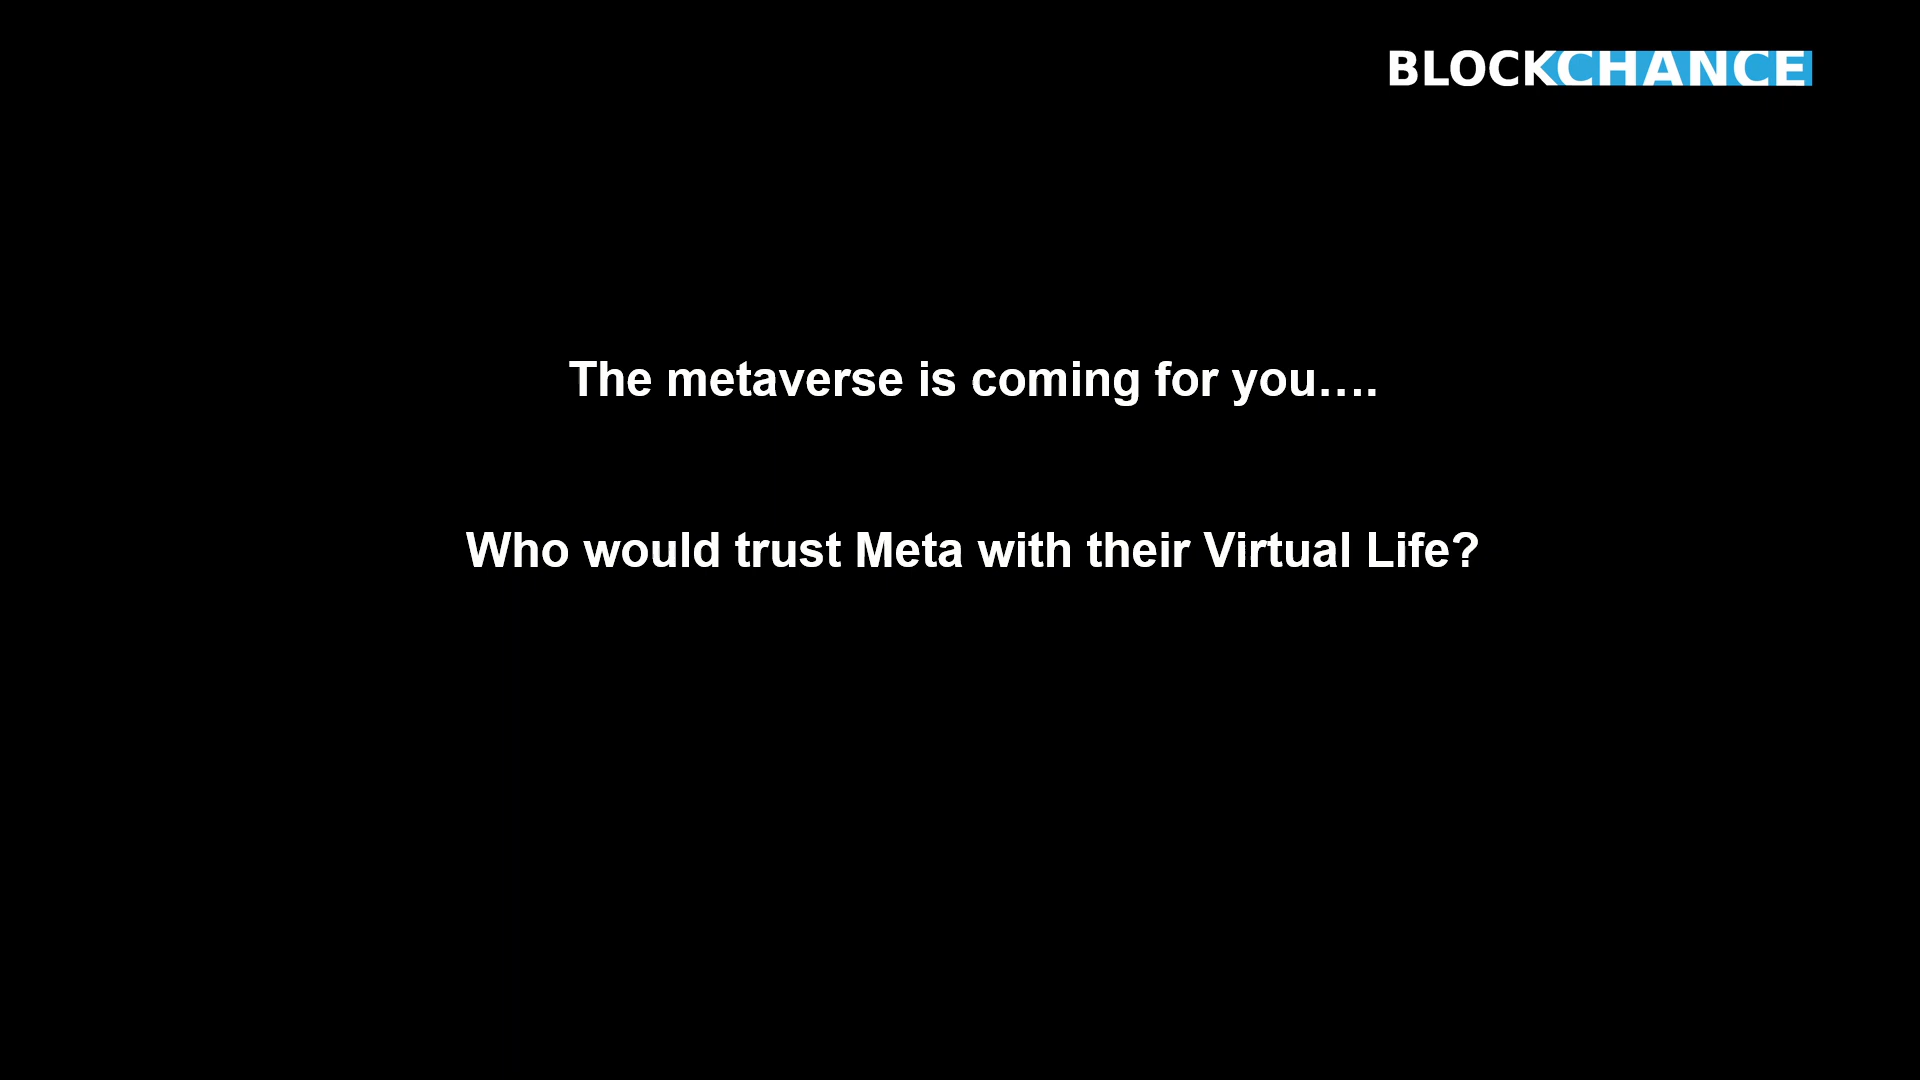 BLOCKCHANCE
The metaverse is coming for you….
Who would trust Meta with their Virtual Life?